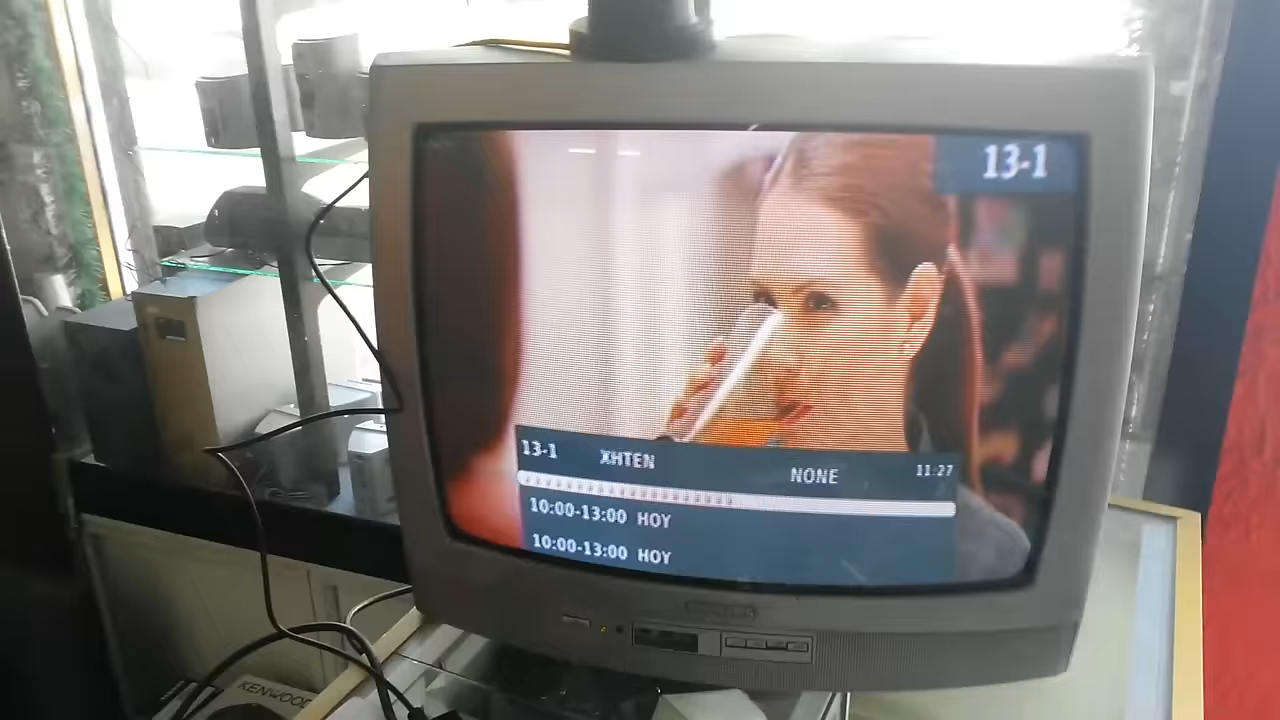 13-1
13-1 XHTEN NONE 11:27
10:00-13:00 HOY
10:00-13:00 HOY
KENWOOD